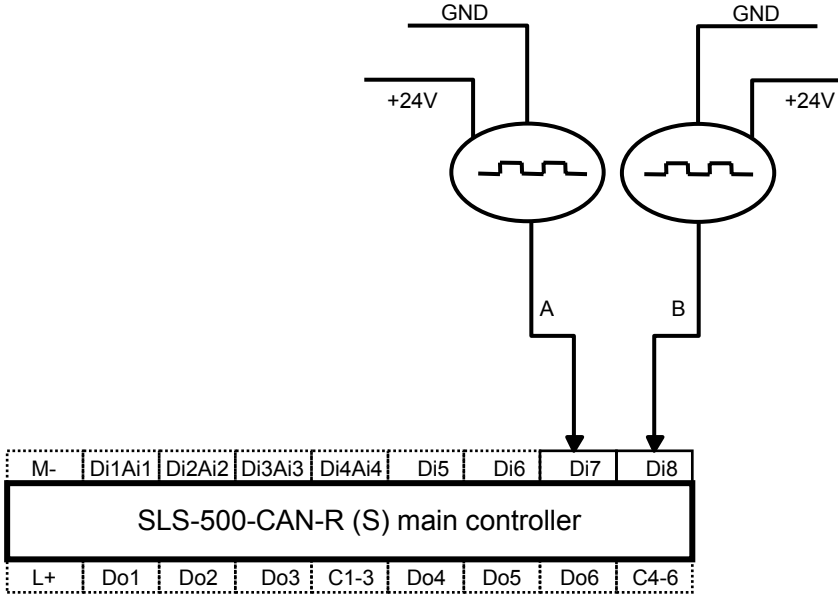 GND GND
+24V +24V
A B
M- Di1Ai1 Di2Ai2 Di3Ai3 Di4Ai4 Di5 Di6 Di7 Di8
SLS-500-CAN-R (S) main controller
L+ Do1 Do2 Do3 C1-3 Do4 Do5 Do6 C4-6